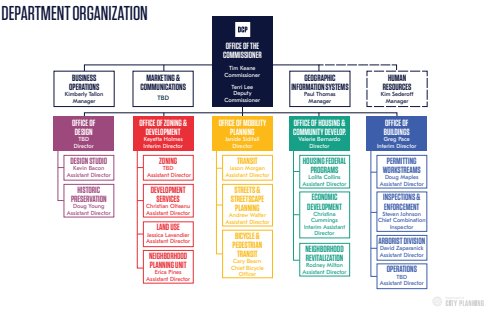 DEPARTMENT ORGANIZATION
DCP
OFFICE OF THE
COMMISSIONER
Tim Keane
Commissioner
Terri Lee
Deputy
Commissioner
BUSINESS
OPERATIONS
Kimberly Tallon
Manager
MARKETING &
COMMUNICATIONS
TBD
GEOGRAPHIC
INFORMATION SYSTEMS
Paul Thomas
Manager
HUMAN
RESOURCES
Kim Sederoff
Manager
OFFICE OF
DESIGN
TBD
Director
DESIGN STUDIO
Kevin Bacon
Assistant Director
HISTORIC
PRESERVATION
Doug Young
Assistant Director
OFFICE OF ZONING &
DEVELOPMENT
Keyetta Holmes
Interim Director
ZONING
TBD
Assistant Director
DEVELOPMENT
SERVICES
Christian Olteanu
Assistant Director
LAND USE
Jessica Lavandier
Assistant Director
NEIGHBORHOOD
PLANNING UNIT
Erica Pines
Assistant Director
OFFICE OF MOBILITY
PLANNING
Janide Sidifall
Director
TRANSIT
Jason Morgan
Assistant Director
STREETS &
STREETSCAPE
PLANNING
Andrew Walter
Assistant Director
BICYCLE &
PEDESTRIAN
TRANSIT
Cary Bearn
Chief Bicycle
Officer
OFFICE OF HOUSING &
COMMUNITY DEVELOP.
Valerie Bernardo
Director
HOUSING FEDERAL
PROGRAMS
Lolita Collins
Assistant Director
ECONOMIC
DEVELOPMENT
Christina
Cummings
Interim Assistant
Director
NEIGHBORHOOD
REVITALIZATION
Rodney Milton
Assistant Director
OFFICE OF
BUILDINGS
Greg Pace
Interim Director
PERMITTING
WORKSTREAMS
Doug Maples
Assistant Director
INSPECTIONS &
ENFORCEMENT
Steven Johnson
Chief Combination
Inspector
ARBORIST DIVISION
David Zaparanick
Assistant Director
OPERATIONS
TBD
Assistant Director
CITY PLANNING